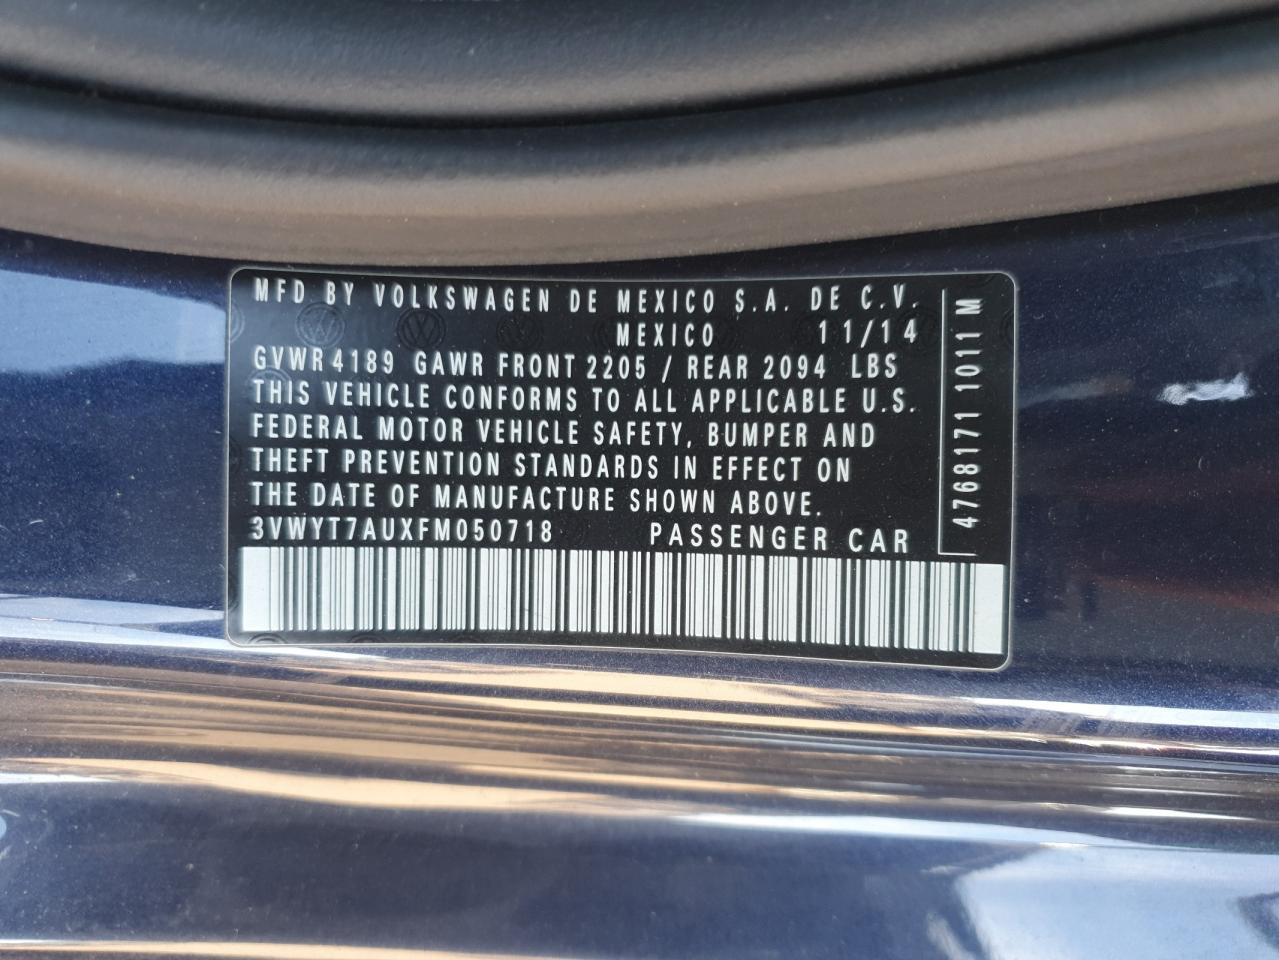 MFD BY VOLKSWAGEN DE MEXICO S.A. DE C.V.
MEXICO 11/14
GVWR 4189 GAWR FRONT 2205 / REAR 2094 LBS
THIS VEHICLE CONFORMS TO ALL APPLICABLE U.S.
FEDERAL MOTOR VEHICLE SAFETY, BUMPER AND
THEFT PREVENTION STANDARDS IN EFFECT ON
THE DATE OF MANUFACTURE SHOWN ABOVE.
3VWYT7AUXFM050718 PASSENGER CAR
4768171 1011 M